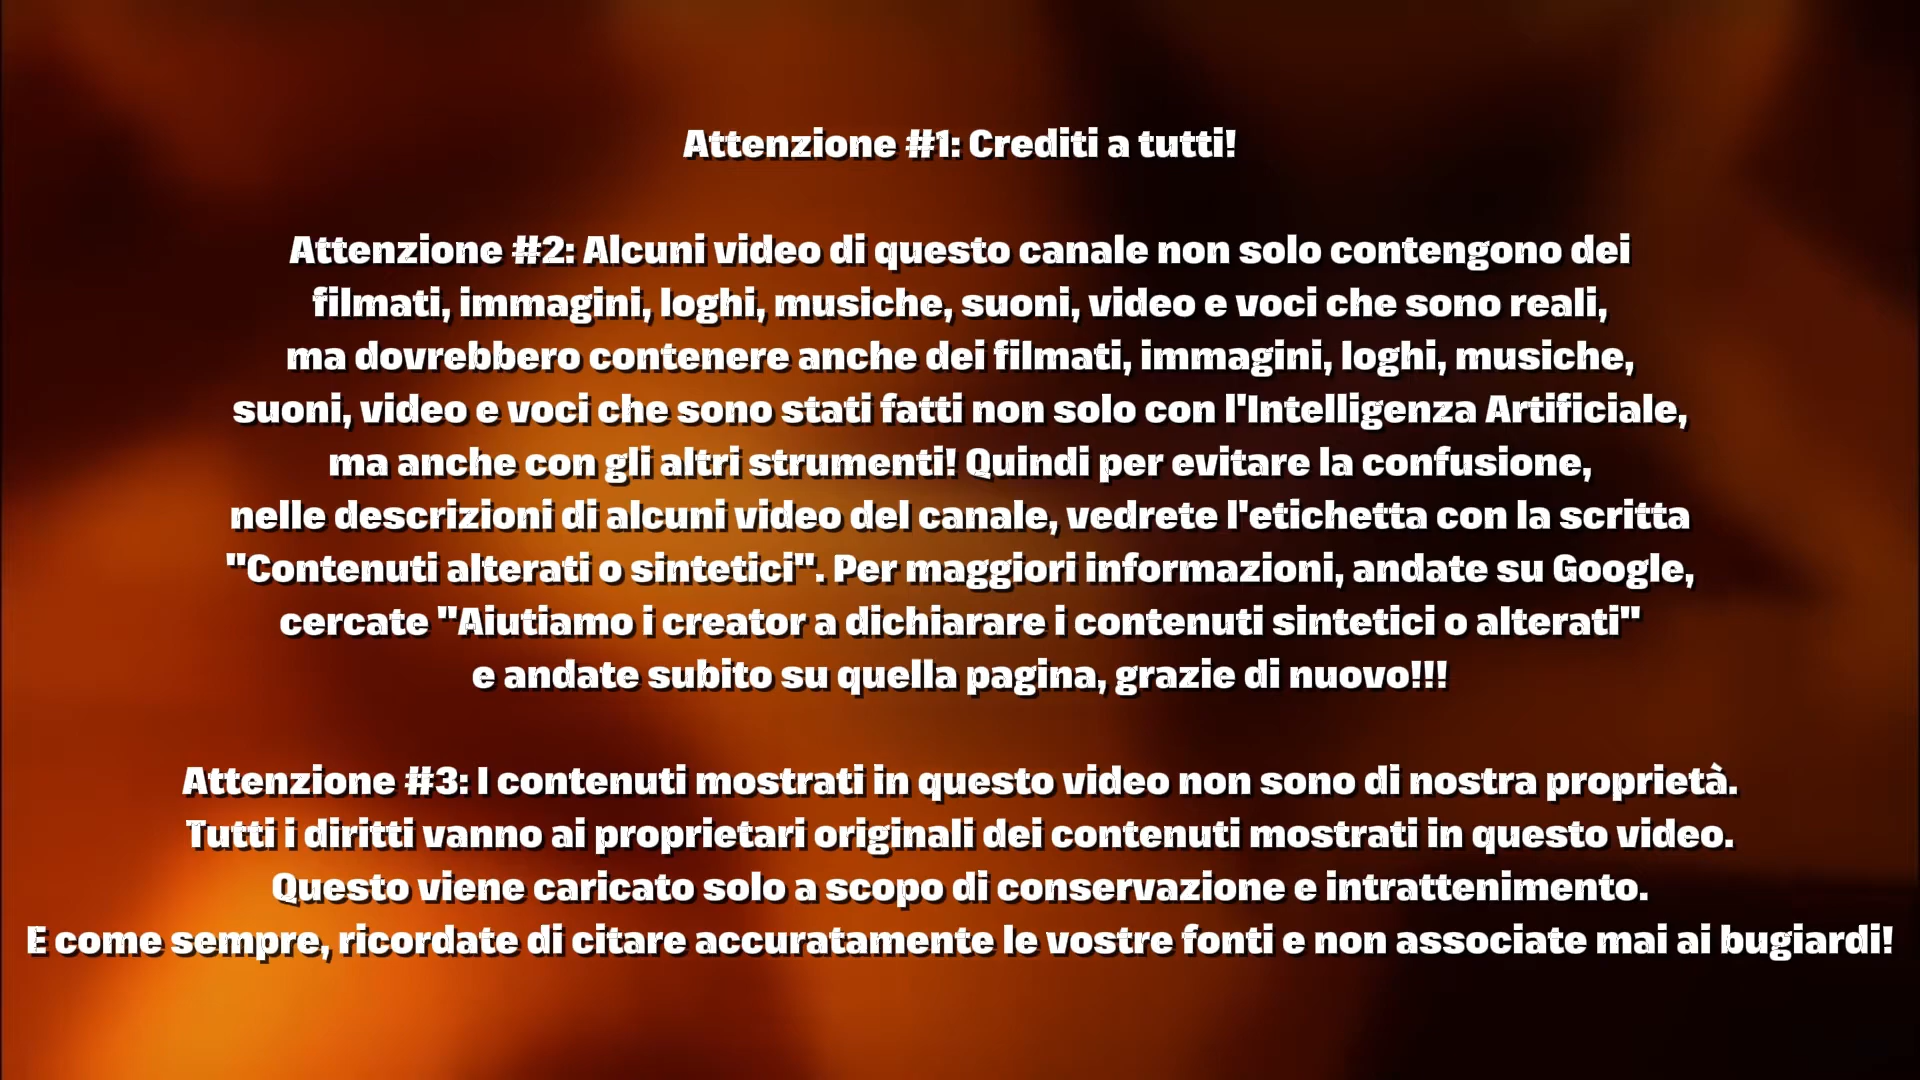 Attenzione #1: Crediti a tutti!
Attenzione #2: Alcuni video di questo canale non solo contengono dei
filmati, immagini, loghi, musiche, suoni, video e voci che sono reali,
ma dovrebbero contenere anche dei filmati, immagini, loghi, musiche,
suoni, video e voci che sono stati fatti non solo con l'Intelligenza Artificiale,
ma anche con gli altri strumenti! Quindi per evitare la confusione,
nelle descrizioni di alcuni video del canale, vedrete l'etichetta con la scritta
"Contenuti alterati o sintetici". Per maggiori informazioni, andate su Google,
cercate "Aiutiamo i creator a dichiarare i contenuti sintetici o alterati"
e andate subito su quella pagina, grazie di nuovo!!!
Attenzione #3: I contenuti mostrati in questo video non sono di nostra proprietà.
Tutti i diritti vanno ai proprietari originali dei contenuti mostrati in questo video.
Questo viene caricato solo a scopo di conservazione e intrattenimento.
E come sempre, ricordate di citare accuratamente le vostre fonti e non associate mai ai bugiardi!